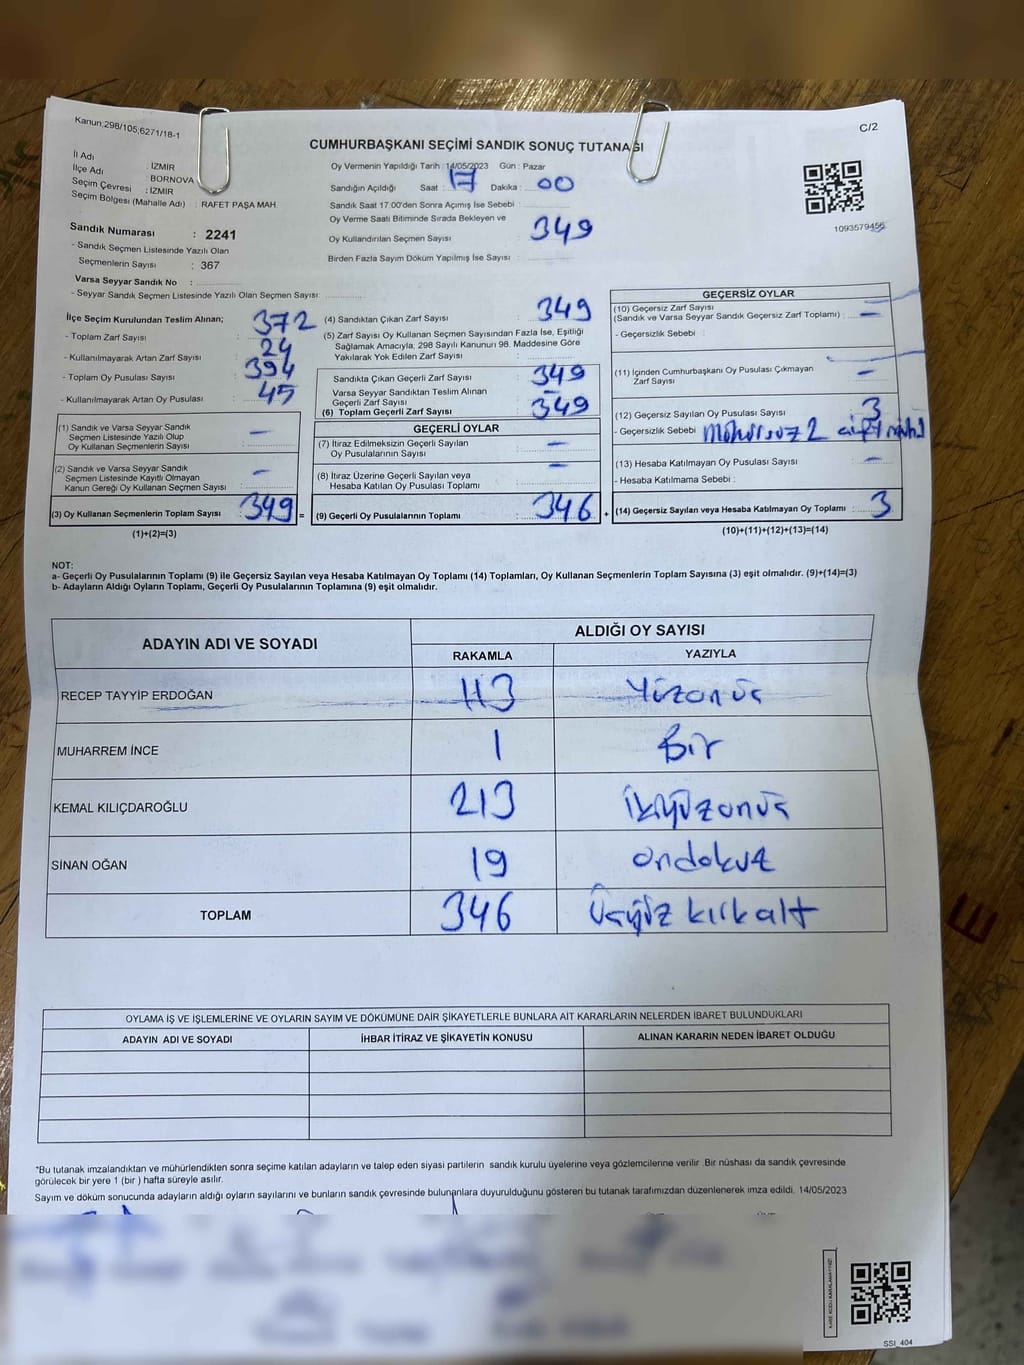 Kanun:298/105;6271/18-1
C/2
CUMHURBAŞKANI SEÇİMİ SANDIK SONUÇ TUTANAĞI
İl Adı : İZMİR
İlçe Adı : BORNOVA
Seçim Çevresi : İZMİR
Seçim Bölgesi (Mahalle Adı) : RAFET PAŞA MAH.
Oy Vermenin Yapıldığı Tarih : 14/05/2023 Gün : Pazar
Sandığın Açıldığı Saat : 17 Dakika : 00
Sandık Saat 17:00'den Sonra Açımış İse Sebebi :
Oy Verme Saati Bitiminde Sırada Bekleyen ve
Oy Kullandırılan Seçmen Sayısı : 349
Birden Fazla Sayım Döküm Yapılmış İse Sayısı :
1093579456
Sandık Numarası : 2241
- Sandık Seçmen Listesinde Yazılı Olan
Seçmenlerin Sayısı : 367
Varsa Seyyar Sandık No :
- Seyyar Sandık Seçmen Listesinde Yazılı Olan Seçmen Sayısı:
İlçe Seçim Kurulundan Teslim Alınan;
- Toplam Zarf Sayısı : 372
- Kullanılmayarak Artan Zarf Sayısı : 24
- Toplam Oy Pusulası Sayısı : 394
- Kullanılmayarak Artan Oy Pusulası : 45
(1) Sandık ve Varsa Seyyar Sandık
Seçmen Listesinde Yazılı Olup
Oy Kullanan Seçmenlerin Sayısı : —
(2) Sandık ve Varsa Seyyar Sandık
Seçmen Listesinde Kayıtlı Olmayan
Kanun Gereği Oy Kullanan Seçmen Sayısı : —
(3) Oy Kullanan Seçmenlerin Toplam Sayısı : 349 =
(1)+(2)=(3)
(4) Sandıktan Çıkan Zarf Sayısı : 349
(5) Zarf Sayısı Oy Kullanan Seçmen Sayısından Fazla İse, Eşitliği
Sağlamak Amacıyla, 298 Sayılı Kanunun 98. Maddesine Göre
Yakılarak Yok Edilen Zarf Sayısı :
Sandıkta Çıkan Geçerli Zarf Sayısı : 349
Varsa Seyyar Sandıktan Teslim Alınan
Geçerli Zarf Sayısı : —
(6) Toplam Geçerli Zarf Sayısı : 349
GEÇERLİ OYLAR
(7) İtiraz Edilmeksizin Geçerli Sayılan
Oy Pusulalarının Sayısı : —
(8) İtiraz Üzerine Geçerli Sayılan veya
Hesaba Katılan Oy Pusulası Toplamı : —
(9) Geçerli Oy Pusulalarının Toplamı : 346 +
GEÇERSİZ OYLAR
(10) Geçersiz Zarf Sayısı
(Sandık ve Varsa Seyyar Sandık Geçersiz Zarf Toplamı) : —
- Geçersizlik Sebebi :
(11) İçinden Cumhurbaşkanı Oy Pusulası Çıkmayan
Zarf Sayısı : —
(12) Geçersiz Sayılan Oy Pusulası Sayısı : 3
- Geçersizlik Sebebi : Mühürsüz 2
(13) Hesaba Katılmayan Oy Pusulası Sayısı : —
- Hesaba Katılmama Sebebi :
(14) Geçersiz Sayılan veya Hesaba Katılmayan Oy Toplamı : 3
(10)+(11)+(12)+(13)=(14)
NOT:
a- Geçerli Oy Pusulalarının Toplamı (9) ile Geçersiz Sayılan veya Hesaba Katılmayan Oy Toplamı (14) Toplamları, Oy Kullanan Seçmenlerin Toplam Sayısına (3) eşit olmalıdır. (9)+(14)=(3)
b- Adayların Aldığı Oyların Toplamı, Geçerli Oy Pusulalarının Toplamına (9) eşit olmalıdır.
ADAYIN ADI VE SOYADI
ALDIĞI OY SAYISI
RAKAMLA YAZIYLA
RECEP TAYYİP ERDOĞAN 113 Yüzonüç
MUHARREM İNCE 1 Bir
KEMAL KILIÇDAROĞLU 213 ikiyüzonüç
SİNAN OĞAN 19 ondokuz
TOPLAM 346 Üçyüz kırkaltı
OYLAMA İŞ VE İŞLEMLERİNE VE OYLARIN SAYIM VE DÖKÜMÜNE DAİR ŞİKAYETLERLE BUNLARA AİT KARARLARIN NELERDEN İBARET BULUNDUKLARI
ADAYIN ADI VE SOYADI İHBAR İTİRAZ VE ŞİKAYETİN KONUSU ALINAN KARARIN NEDEN İBARET OLDUĞU
*Bu tutanak imzalandıktan ve mühürlendikten sonra seçime katılan adayların ve talep eden siyasi partilerin sandık kurulu üyelerine veya gözlemcilerine verilir .Bir nüshası da sandık çevresinde
görülecek bir yere 1 (bir ) hafta süreyle asılır.
Sayım ve döküm sonucunda adayların aldığı oyların sayılarını ve bunların sandık çevresinde bulunanlara duyurulduğunu gösteren bu tutanak tarafımızdan düzenlenerek imza edildi. 14/05/2023
SSI_404